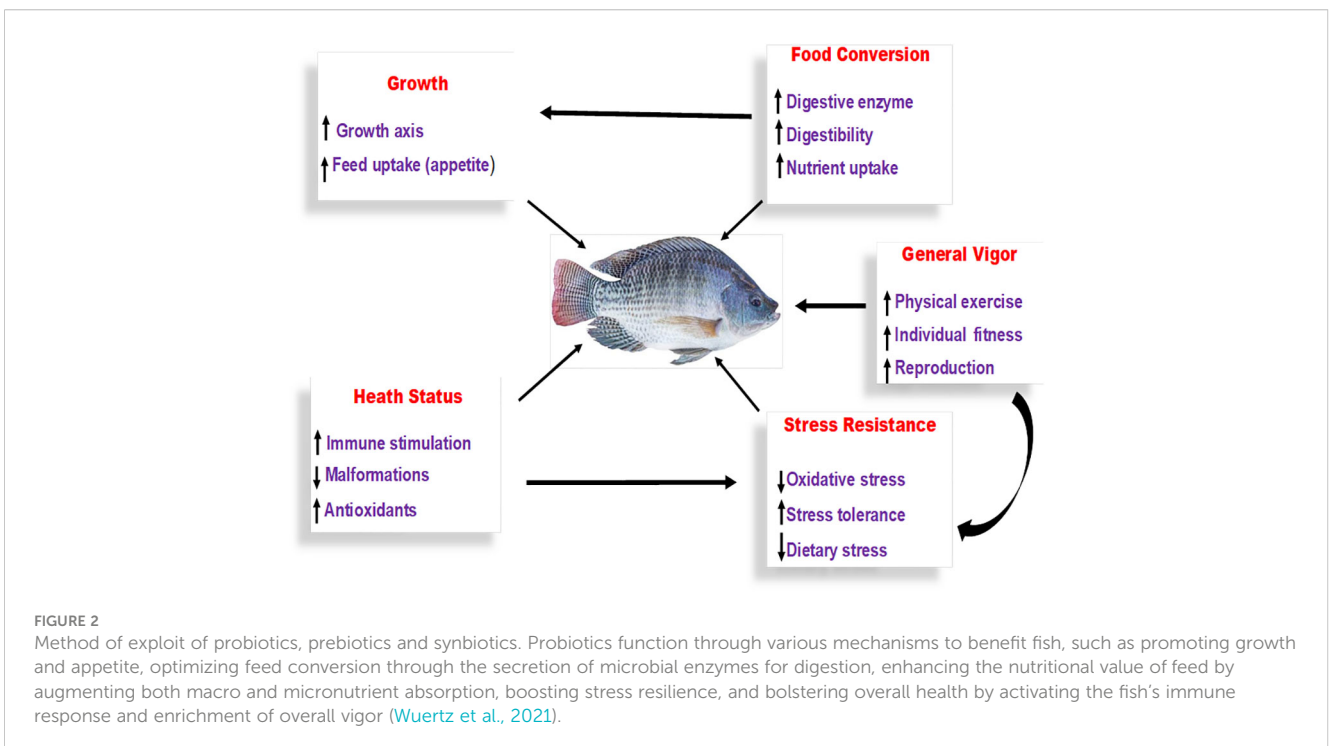 Growth
↑ Growth axis
↑ Feed uptake (appetite)
Food Conversion
↑ Digestive enzyme
↑ Digestibility
↑ Nutrient uptake
General Vigor
↑ Physical exercise
↑ Individual fitness
↑ Reproduction
Heath Status
↑ Immune stimulation
↓ Malformations
↑ Antioxidants
Stress Resistance
↓ Oxidative stress
↑ Stress tolerance
↓ Dietary stress
FIGURE 2
Method of exploit of probiotics, prebiotics and synbiotics. Probiotics function through various mechanisms to benefit fish, such as promoting growth
and appetite, optimizing feed conversion through the secretion of microbial enzymes for digestion, enhancing the nutritional value of feed by
augmenting both macro and micronutrient absorption, boosting stress resilience, and bolstering overall health by activating the fish's immune
response and enrichment of overall vigor (Wuertz et al., 2021).